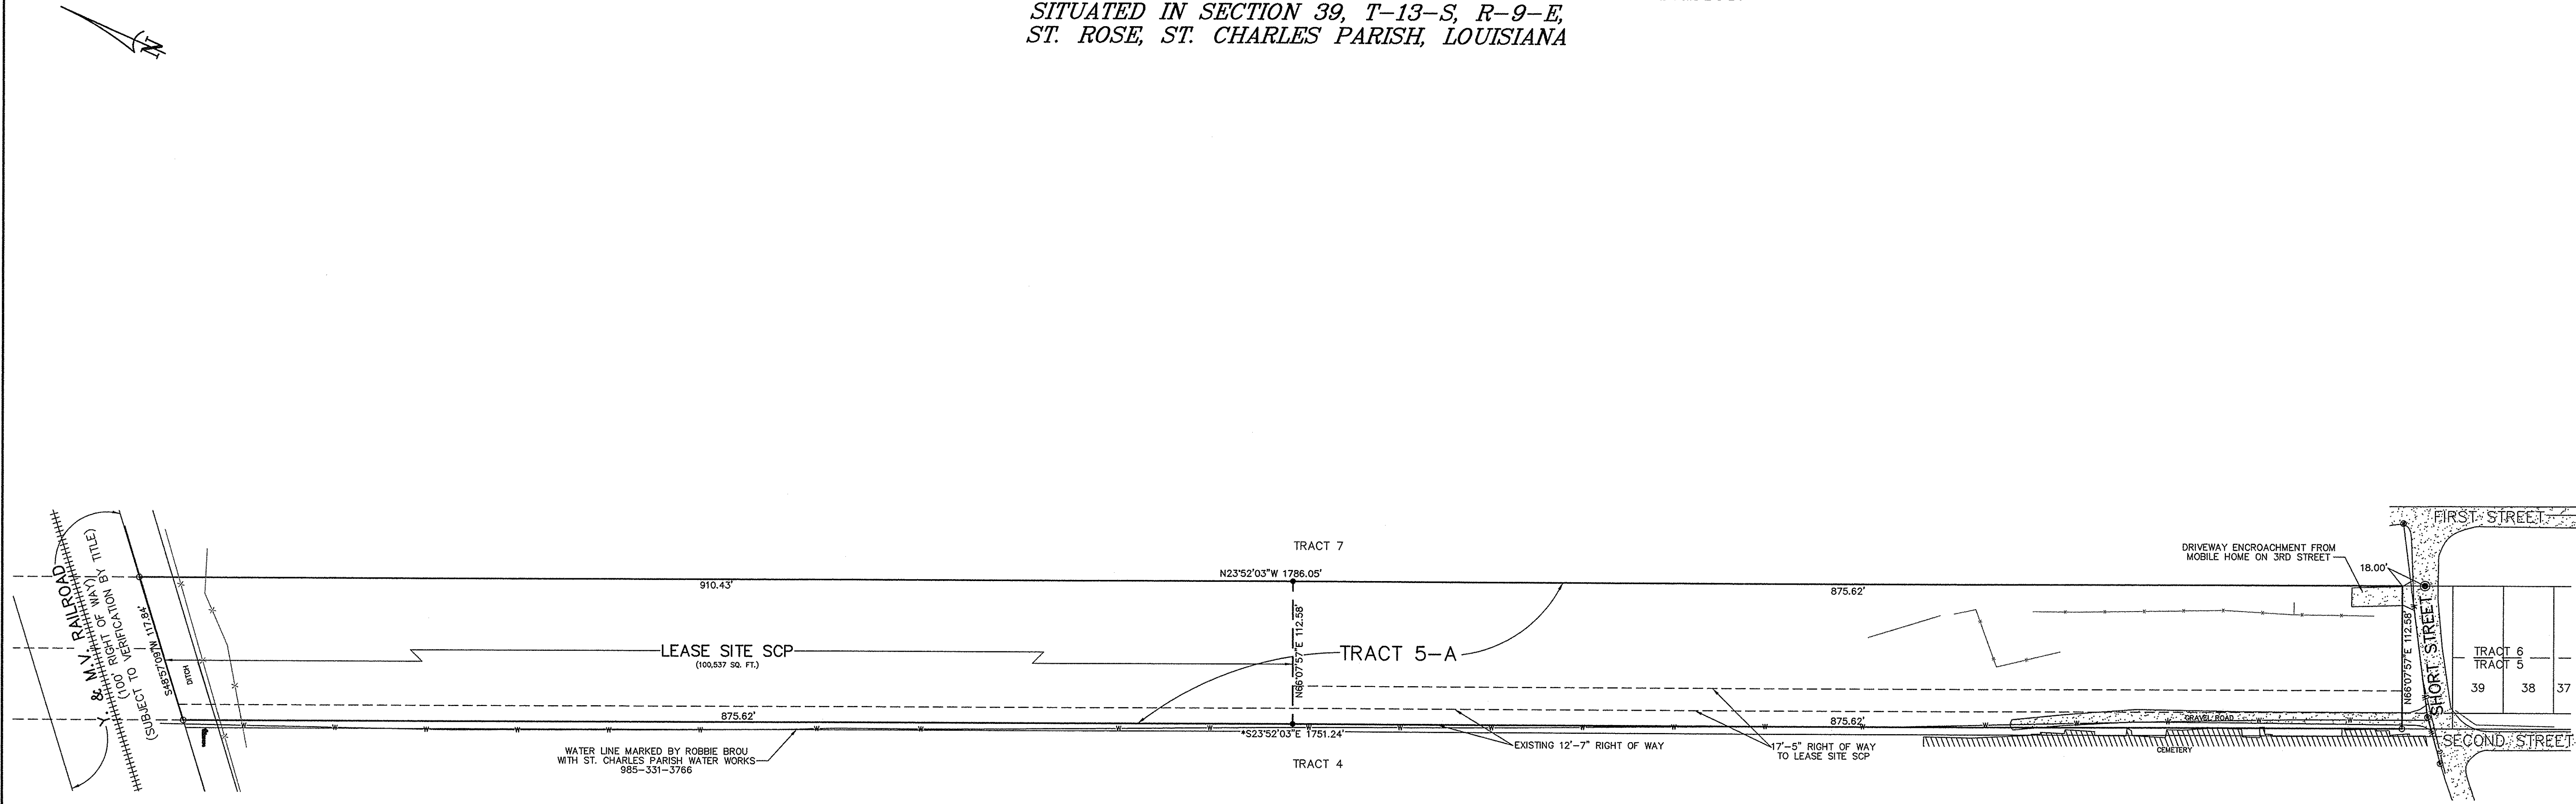 SITUATED IN SECTION 39, T-13-S, R-9-E,
ST. ROSE, ST. CHARLES PARISH, LOUISIANA
N
Y. & M.V. RAILROAD
(100' RIGHT OF WAY)
(SUBJECT TO VERIFICATION BY TITLE)
S48°57'09"W 117.84'
DITCH
910.43'
LEASE SITE SCP
(100,537 SQ. FT.)
875.62'
WATER LINE MARKED BY ROBBIE BROU
WITH ST. CHARLES PARISH WATER WORKS
985-331-3766
TRACT 7
N23°52'03"W 1786.05'
N66°07'57"E 112.58'
TRACT 5-A
*S23°52'03"E 1751.24'
TRACT 4
EXISTING 12'-7" RIGHT OF WAY
17'-5" RIGHT OF WAY
TO LEASE SITE SCP
875.62'
875.62'
GRAVEL ROAD
CEMETERY
DRIVEWAY ENCROACHMENT FROM
MOBILE HOME ON 3RD STREET
18.00'
N66°07'57"E 112.58'
SHORT STREET
FIRST STREET
TRACT 6
TRACT 5
39 38 37
SECOND STREET